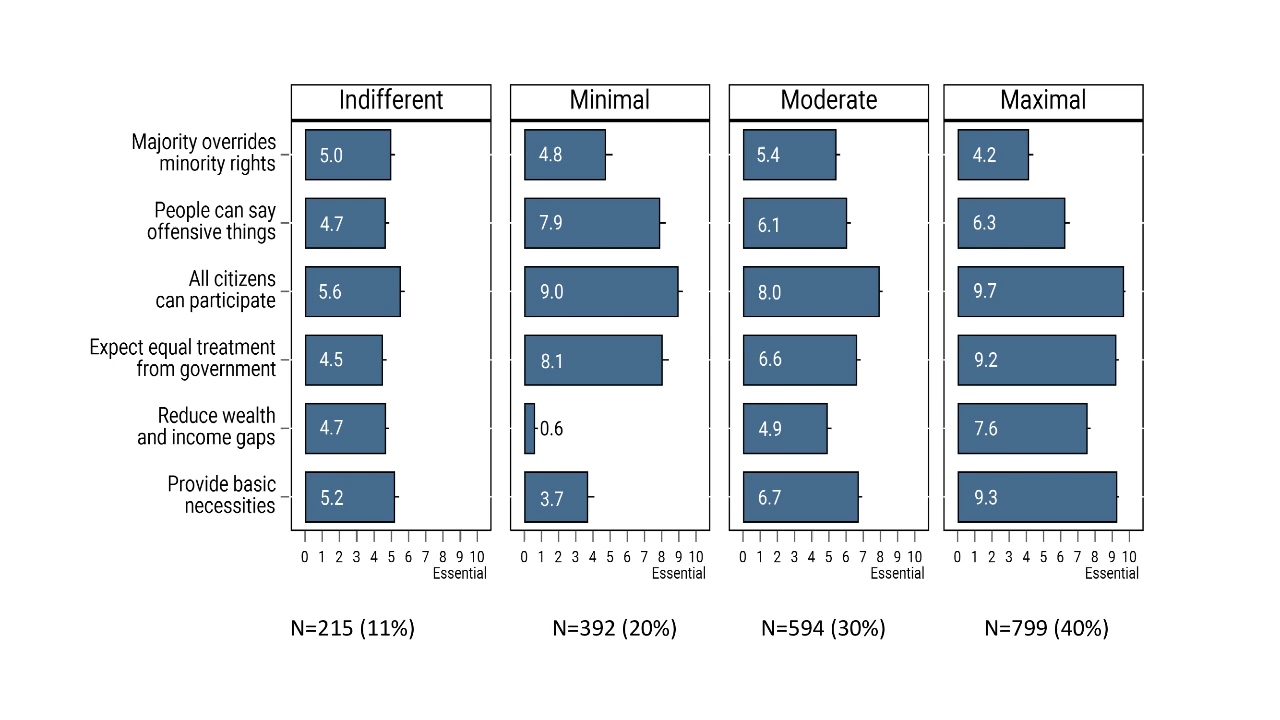 Indifferent
Minimal
Moderate
Maximal
Majority overrides
minority rights
5.0
4.8
5.4
4.2
People can say
offensive things
4.7
7.9
6.1
6.3
All citizens
can participate
5.6
9.0
8.0
9.7
Expect equal treatment
from government
4.5
8.1
6.6
9.2
Reduce wealth
and income gaps
4.7
0.6
4.9
7.6
Provide basic
necessities
5.2
3.7
6.7
9.3
0 1 2 3 4 5 6 7 8 9 10
0 1 2 3 4 5 6 7 8 9 10
0 1 2 3 4 5 6 7 8 9 10
0 1 2 3 4 5 6 7 8 9 10
Essential
Essential
Essential
Essential
N=215 (11%)
N=392 (20%)
N=594 (30%)
N=799 (40%)